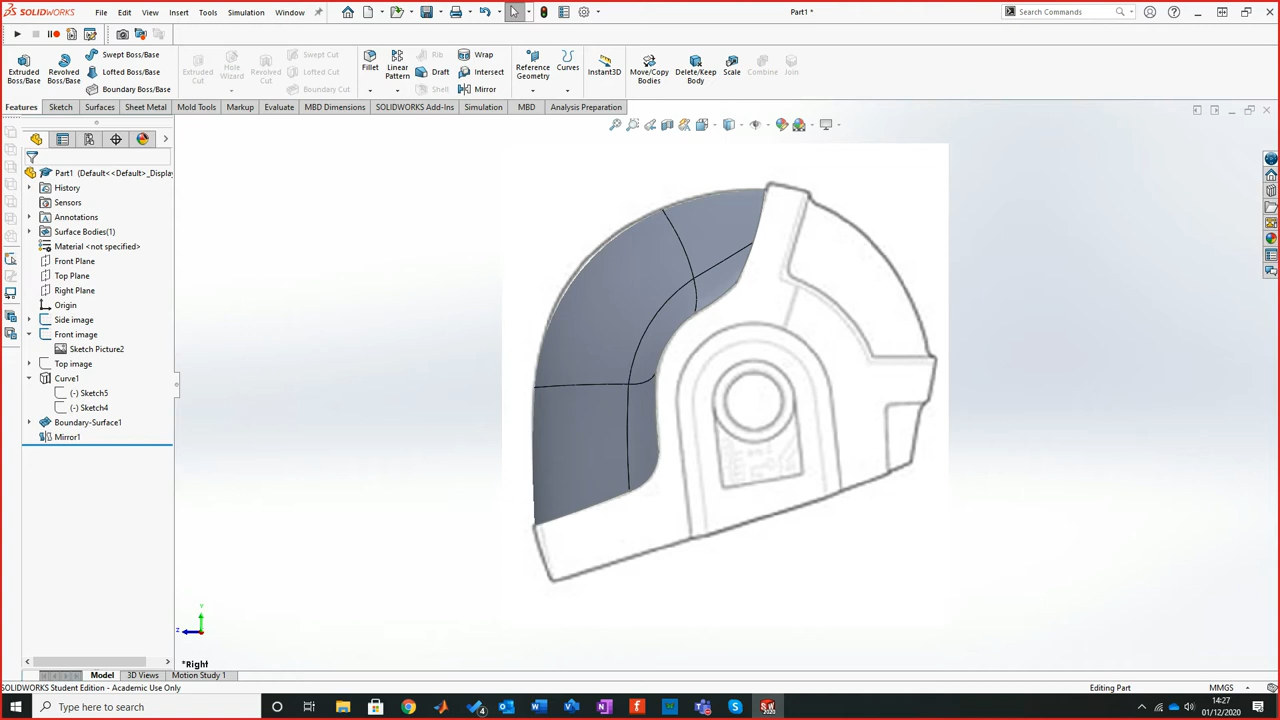 SOLIDWORKS File Edit View Insert Tools Simulation Window Part1 * Search Commands
Extruded Boss/Base Revolved Boss/Base Swept Boss/Base Lofted Boss/Base Boundary Boss/Base Extruded Cut Hole Wizard Revolved Cut Swept Cut Lofted Cut Boundary Cut Fillet Linear Pattern Rib Draft Shell Wrap Intersect Mirror Reference Geometry Curves Instant3D Move/Copy Bodies Delete/Keep Body Scale Combine Join
Features Sketch Surfaces Sheet Metal Mold Tools Markup Evaluate MBD Dimensions SOLIDWORKS Add-Ins Simulation MBD Analysis Preparation
Part1 (Default<<Default>_Display
History
Sensors
Annotations
Surface Bodies(1)
Material <not specified>
Front Plane
Top Plane
Right Plane
Origin
Side image
Front image
Sketch Picture2
Top image
Curve1
(-) Sketch5
(-) Sketch4
Boundary-Surface1
Mirror1
Y
Z
*Right
Model 3D Views Motion Study 1
SOLIDWORKS Student Edition - Academic Use Only Editing Part MMGS
Type here to search 4 14:27
01/12/2020